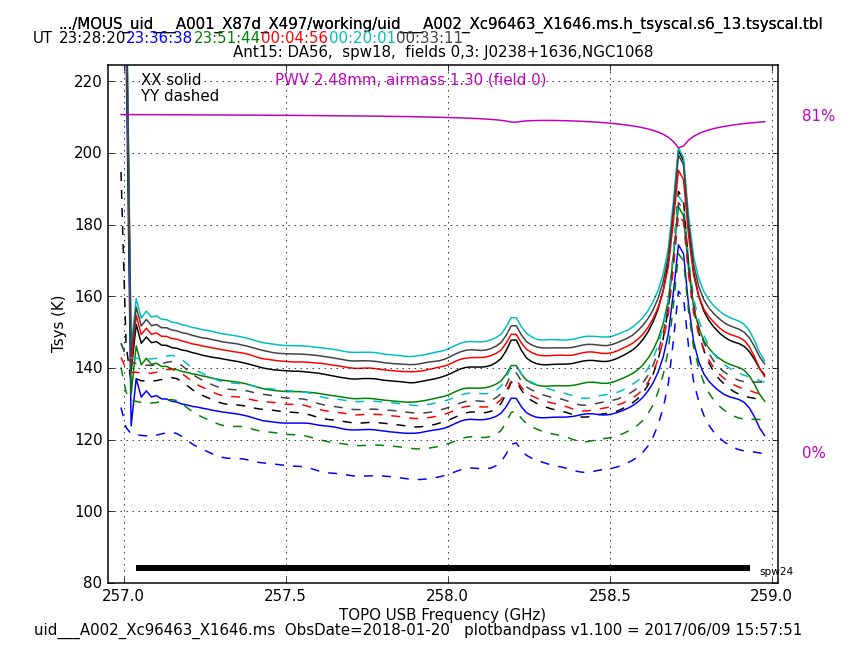 .../MOUS_uid___A001_X87d_X497/working/uid___A002_Xc96463_X1646.ms.h_tsyscal.s6_13.tsyscal.tbl
UT 23:28:20 23:36:38 23:51:44 00:04:56 00:20:01 00:33:11
Ant15: DA56, spw18, fields 0,3: J0238+1636,NGC1068
XX solid PWV 2.48mm, airmass 1.30 (field 0)
YY dashed
220
200
180
160
140
120
100
80
Tsys (K)
81%
0%
spw24
257.0 257.5 258.0 258.5 259.0
TOPO USB Frequency (GHz)
uid___A002_Xc96463_X1646.ms ObsDate=2018-01-20 plotbandpass v1.100 = 2017/06/09 15:57:51